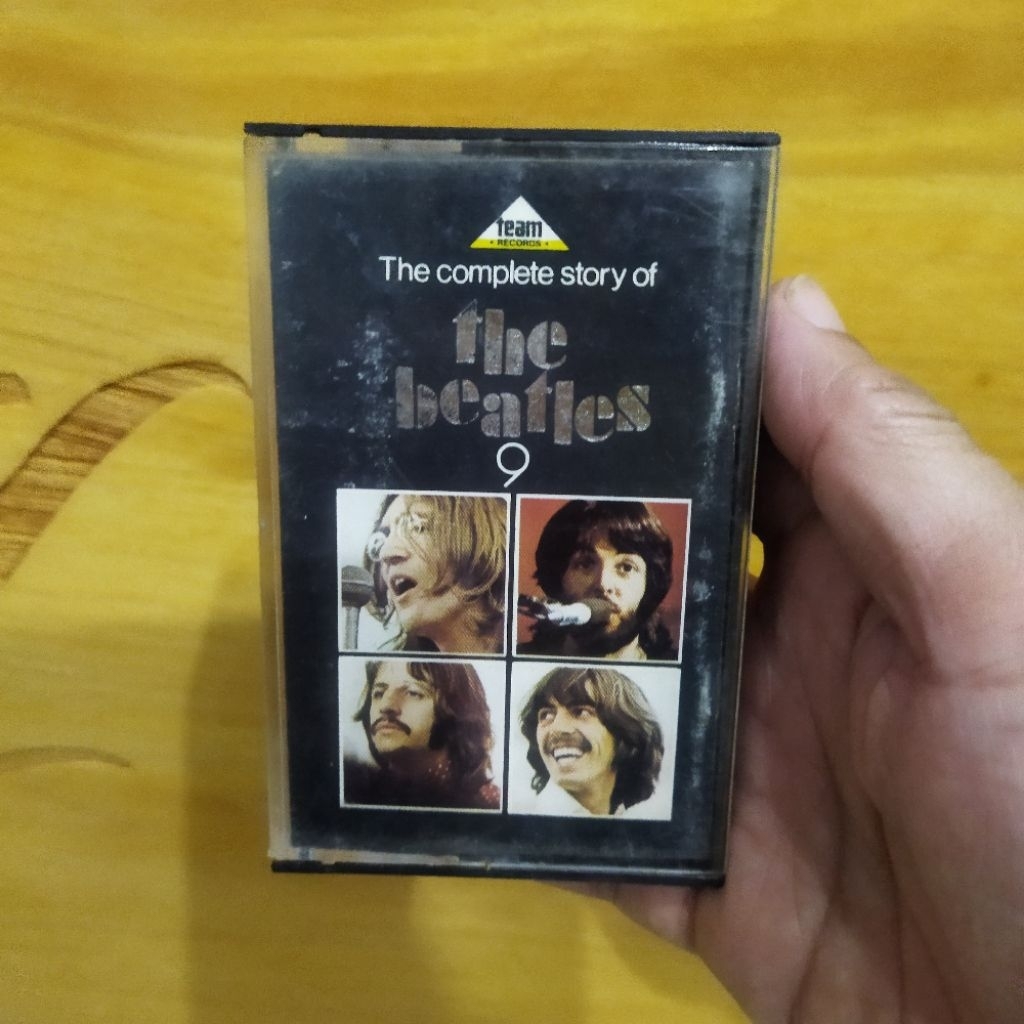 team
• RECORDS •
The complete story of
the
beatles
9